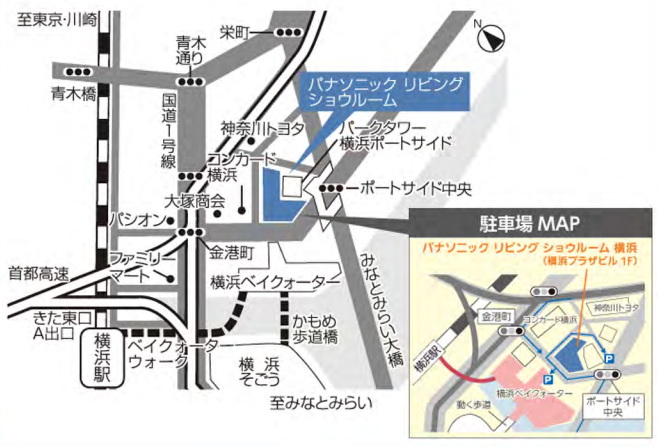 至東京・川崎
栄町
N
青木
通り
青木橋
国道1号線
パナソニック リビング
ショウルーム
神奈川トヨタ
パークタワー
横浜ポートサイド
コンカード
横浜
ポートサイド中央
大塚商会
パシオン
金港町
ファミリー
マート
首都高速
横浜ベイクォーター
みなとみらい大橋
きた東口
A出口
横浜駅
ベイクォーター
ウォーク
かもめ
歩道橋
横浜
そごう
至みなとみらい
駐車場 MAP
パナソニック リビング ショウルーム 横浜
(横浜プラザビル 1F)
金港町
コンカード横浜
神奈川トヨタ
横浜駅
P
P
横浜ベイクォーター
動く歩道
ポートサイド
中央